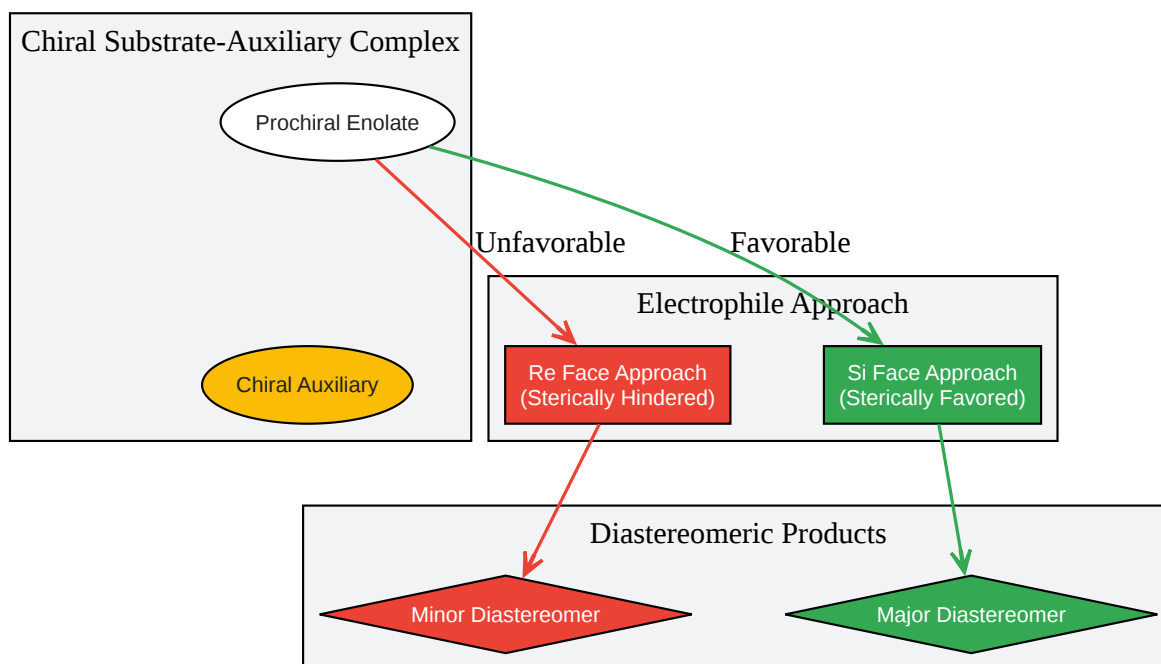 Chiral Substrate-Auxiliary Complex
Prochiral Enolate
Unfavorable
Favorable
Electrophile Approach
Chiral Auxiliary
Re Face Approach
(Sterically Hindered)
Si Face Approach
(Sterically Favored)
Diastereomeric Products
Minor Diastereomer
Major Diastereomer